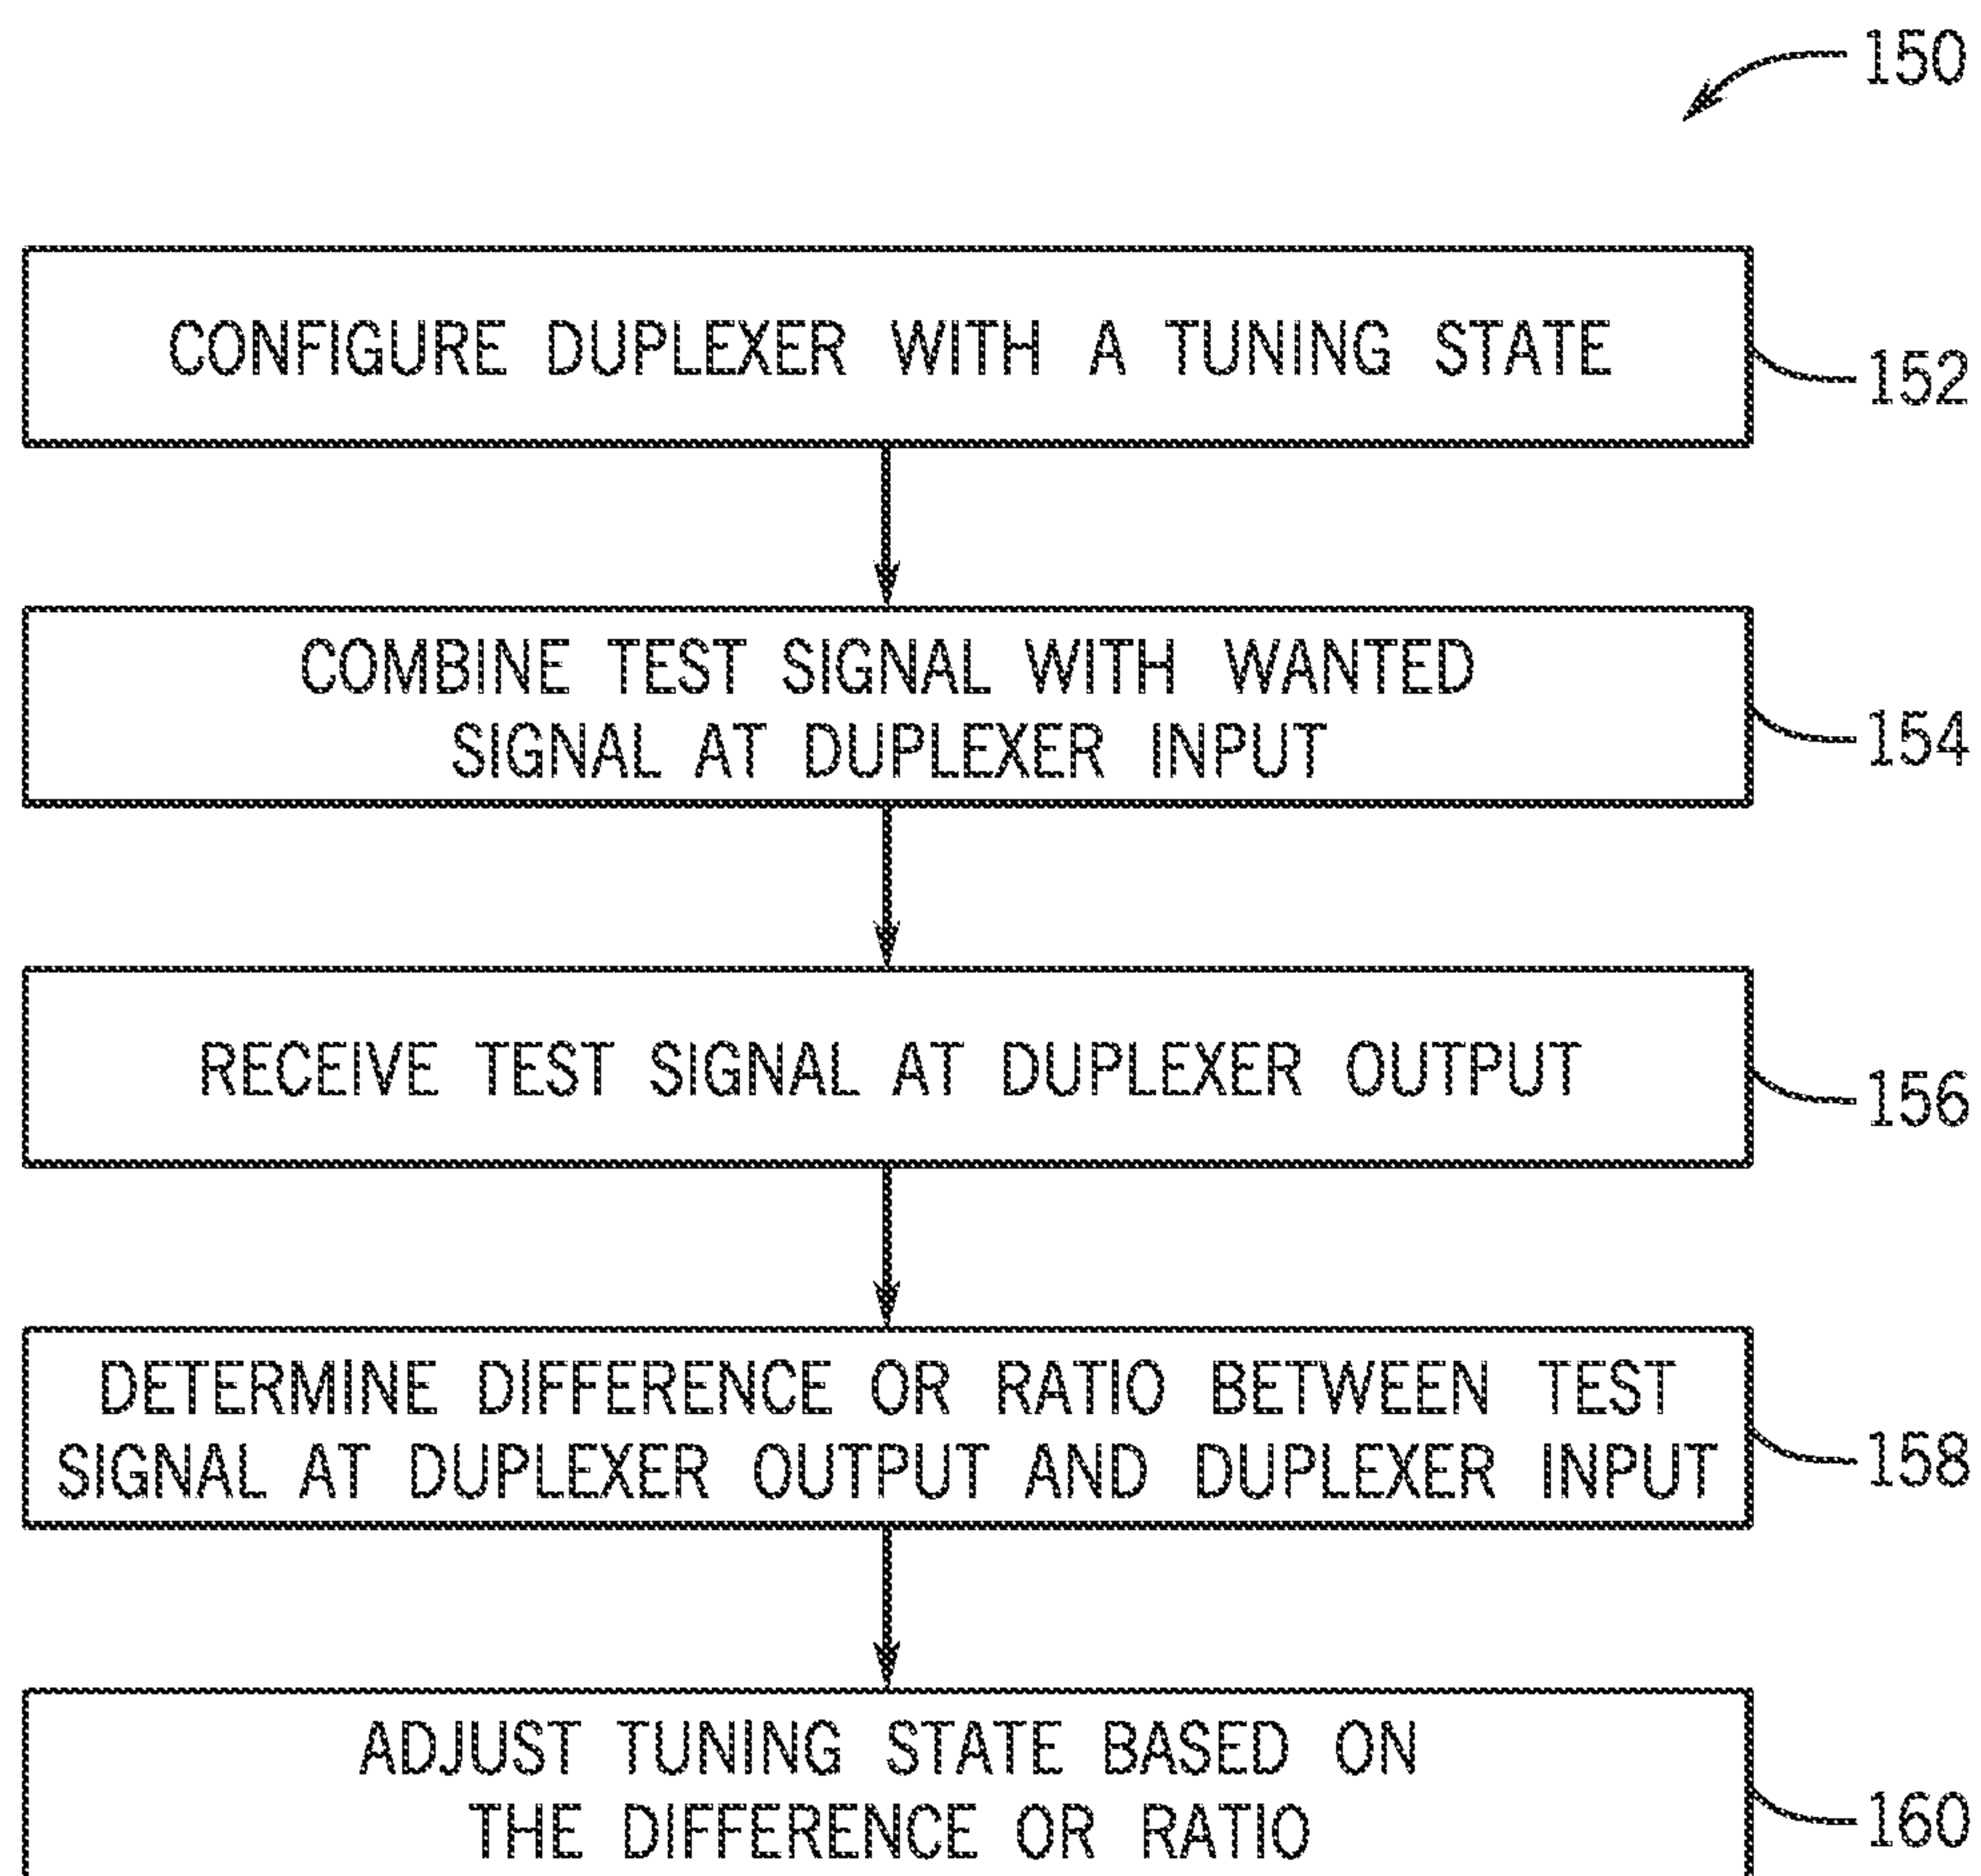 150
CONFIGURE DUPLEXER WITH A TUNING STATE
152
COMBINE TEST SIGNAL WITH WANTED
SIGNAL AT DUPLEXER INPUT
154
RECEIVE TEST SIGNAL AT DUPLEXER OUTPUT
156
DETERMINE DIFFERENCE OR RATIO BETWEEN TEST
SIGNAL AT DUPLEXER OUTPUT AND DUPLEXER INPUT
158
ADJUST TUNING STATE BASED ON
THE DIFFERENCE OR RATIO
160